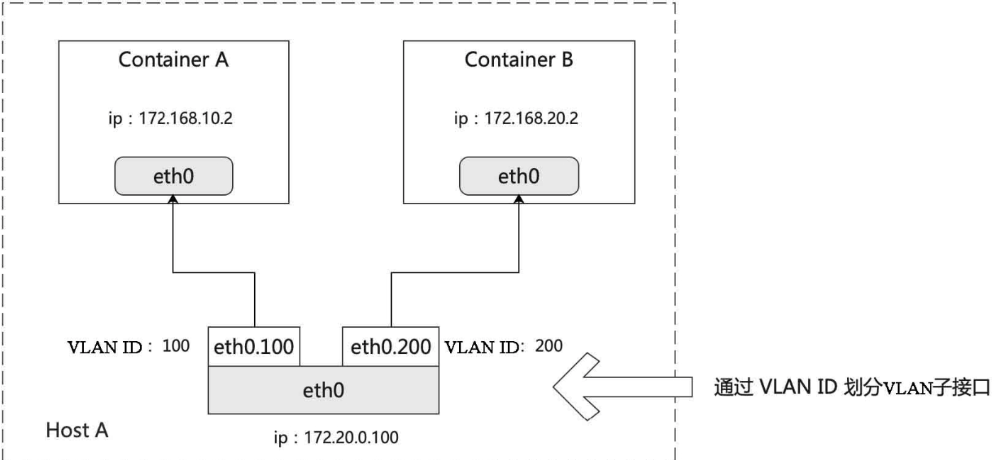 Container A
Container B
ip : 172.168.10.2
ip : 172.168.20.2
eth0
eth0
VLAN ID : 100
eth0.100
eth0.200
VLAN ID: 200
eth0
通过 VLAN ID 划分VLAN子接口
Host A
ip : 172.20.0.100